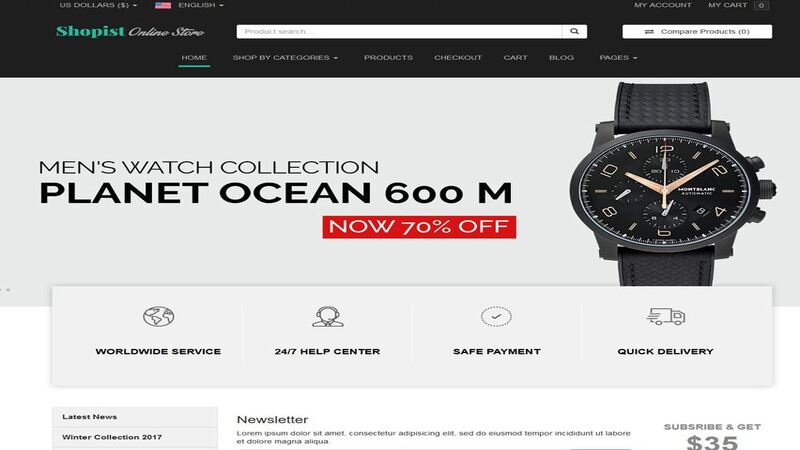 US DOLLARS ($) ENGLISH MY ACCOUNT MY CART 0
Shopist Online Store Product search ... Compare Products (0)
HOME SHOP BY CATEGORIES PRODUCTS CHECKOUT CART BLOG PAGES
MEN'S WATCH COLLECTION
PLANET OCEAN 600 M
NOW 70% OFF
MONTBLANC
AUTOMATIC
WORLDWIDE SERVICE 24/7 HELP CENTER SAFE PAYMENT QUICK DELIVERY
Latest News
Winter Collection 2017
Newsletter
Lorem ipsum dolor sit amet, consectetur adipisicing elit, sed do eiusmod tempor incididunt ut labore
et dolore magna aliqua.
SUBSRIBE & GET
$35